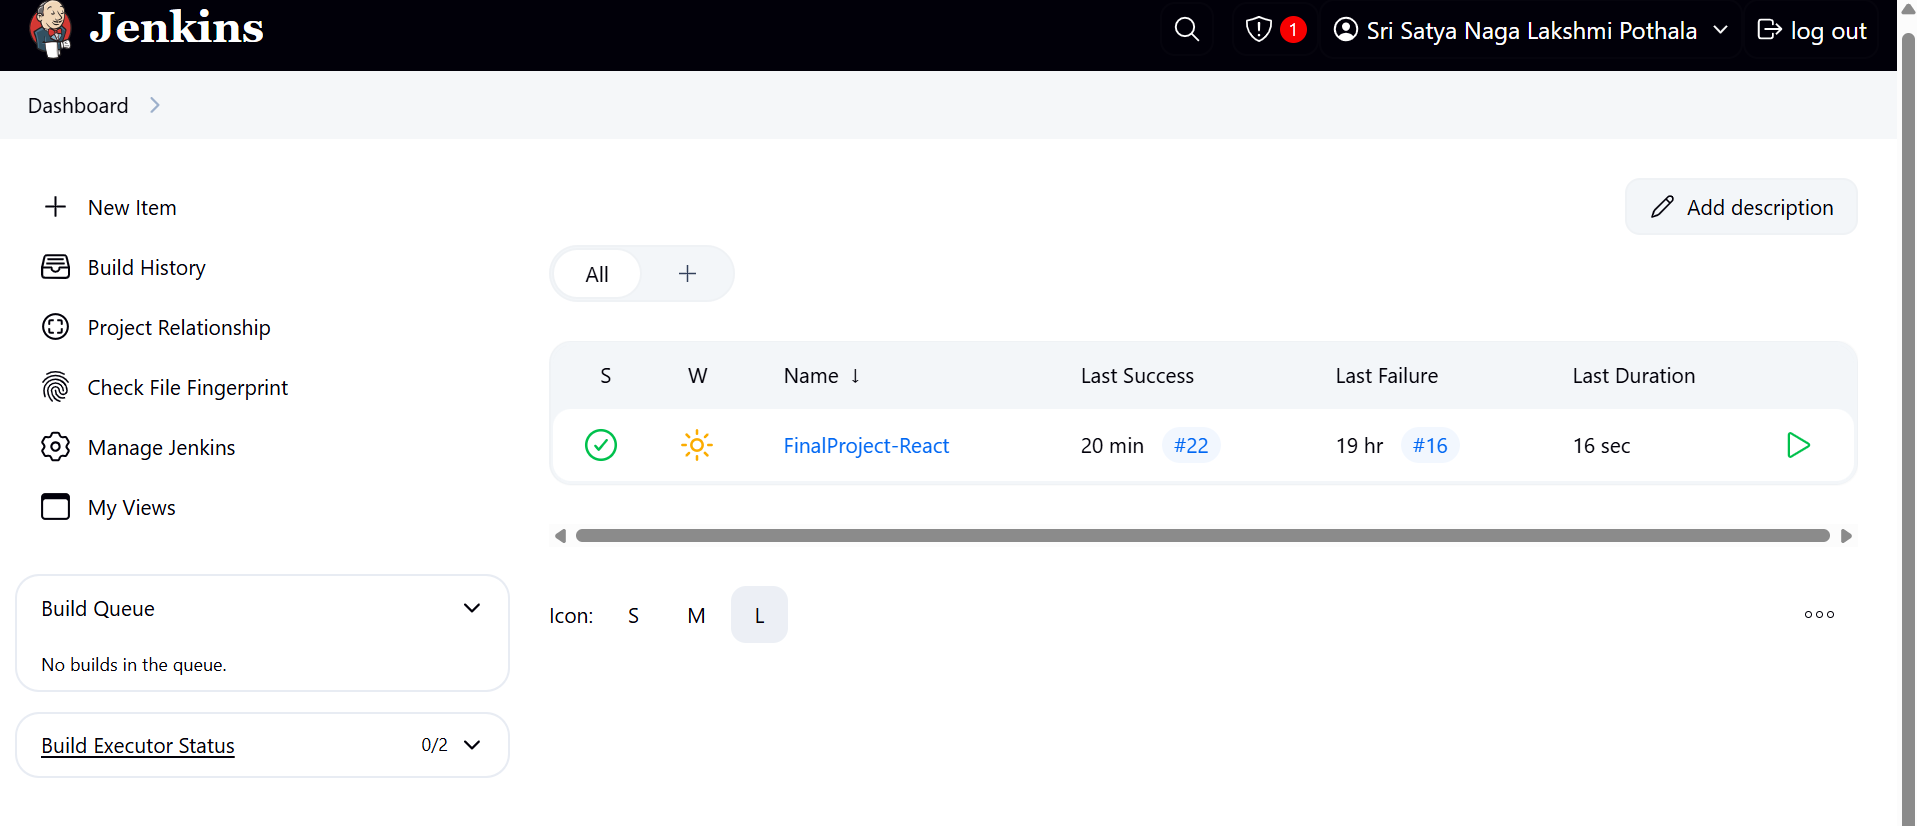 Jenkins
1
Sri Satya Naga Lakshmi Pothala
log out
Dashboard
New Item
Build History
Project Relationship
Check File Fingerprint
Manage Jenkins
My Views
Build Queue
No builds in the queue.
Build Executor Status 0/2
Add description
All +
S W Name ↓ Last Success Last Failure Last Duration
FinalProject-React 20 min #22 19 hr #16 16 sec
Icon: S M L